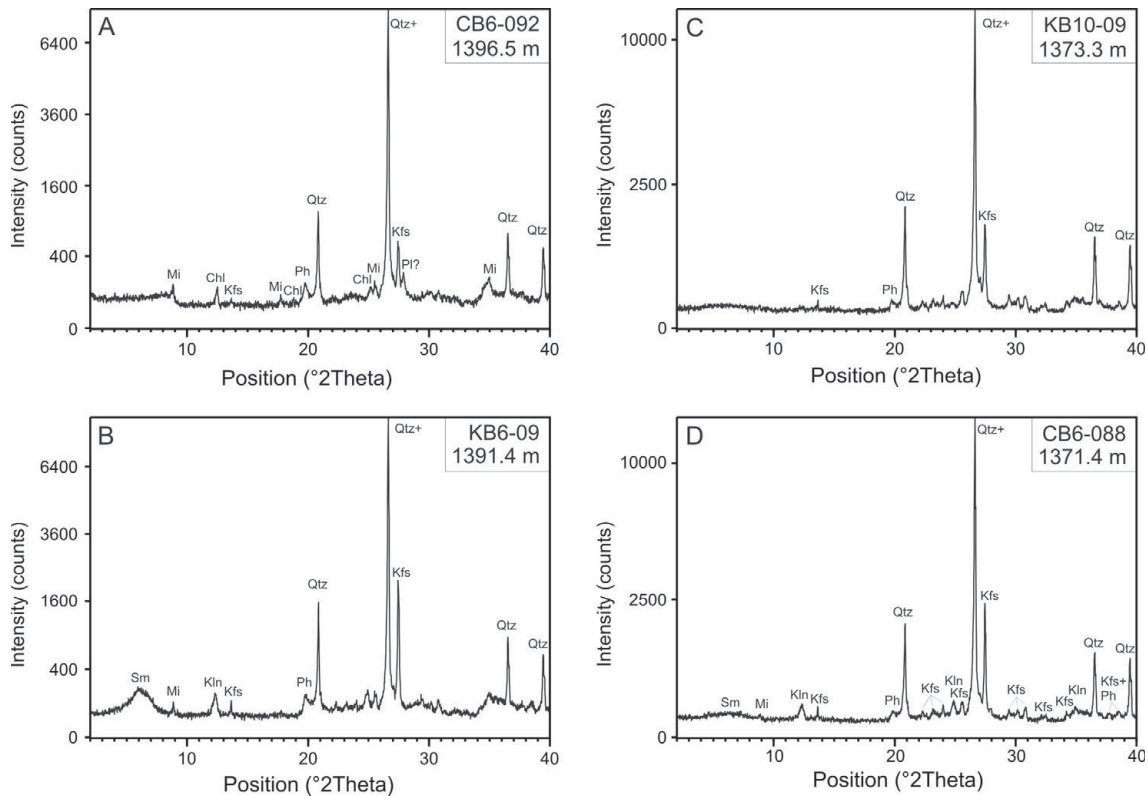 A
CB6-092
1396.5 m
Qtz+
6400
3600
1600
400
0
Intensity (counts)
Mi
Chl
Kfs
Mi
Chl
Ph
Qtz
Chl
Mi
Kfs
Pl?
Mi
Qtz
Qtz
10
20
30
40
Position (°2Theta)
C
KB10-09
1373.3 m
Qtz+
10000
2500
0
Intensity (counts)
Kfs
Ph
Qtz
Kfs
Qtz
Qtz
10
20
30
40
Position (°2Theta)
B
KB6-09
1391.4 m
Qtz+
6400
3600
1600
400
0
Intensity (counts)
Sm
Mi
Kln
Kfs
Ph
Qtz
Kfs
Qtz
Qtz
10
20
30
40
Position (°2Theta)
D
CB6-088
1371.4 m
Qtz+
10000
2500
0
Intensity (counts)
Sm
Mi
Kln
Kfs
Ph
Qtz
Kfs
Kln
Kfs
Kfs
Kfs
Kfs
Kfs
Kln
Qtz
Kfs+
Ph
Qtz
10
20
30
40
Position (°2Theta)